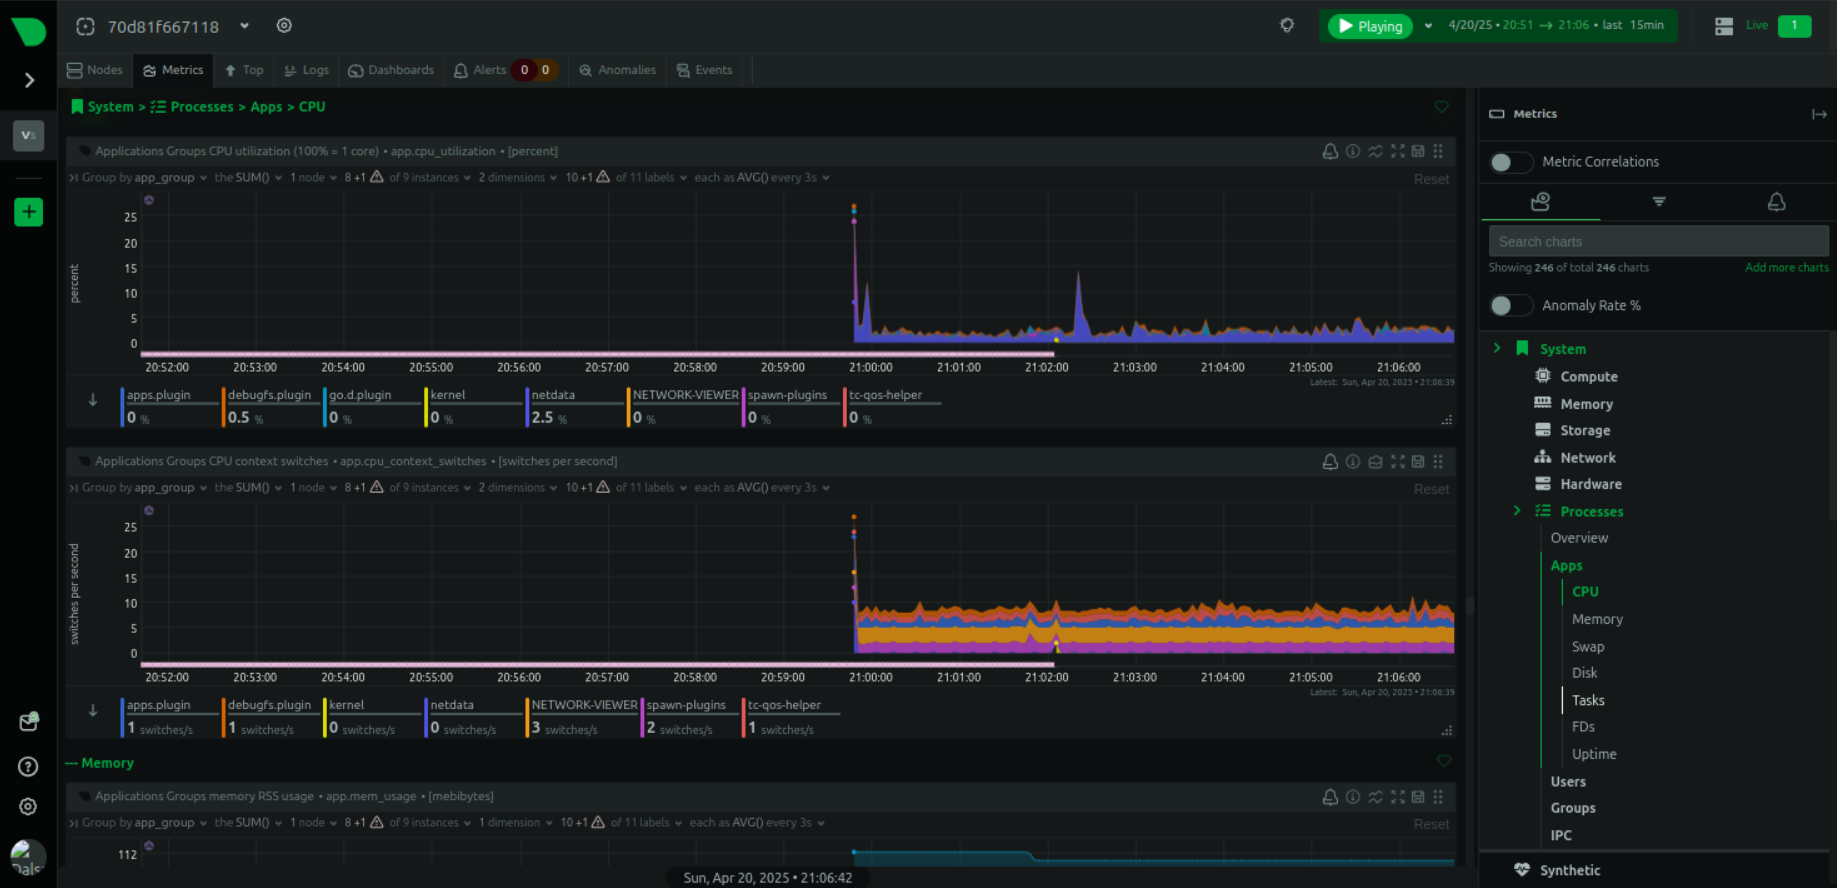 70d81f667118
Playing 4/20/25 • 20:51 → 21:06 • last 15min
Live 1
Nodes Metrics Top Logs Dashboards Alerts 0 0 Anomalies Events
Vs
System > Processes > Apps > CPU
Applications Groups CPU utilization (100% = 1 core) • app.cpu_utilization • [percent]
Group by app_group the SUM() 1 node 8 +1 of 9 instances 2 dimensions 10 +1 of 11 labels each as AVG() every 3s
Reset
percent
25
20
15
10
5
0
20:52:00 20:53:00 20:54:00 20:55:00 20:56:00 20:57:00 20:58:00 20:59:00 21:00:00 21:01:00 21:02:00 21:03:00 21:04:00 21:05:00 21:06:00
Latest: Sun, Apr 20, 2025 • 21:06:39
apps.plugin debugfs.plugin go.d.plugin kernel netdata NETWORK-VIEWER spawn-plugins tc-qos-helper
0 % 0.5 % 0 % 0 % 2.5 % 0 % 0 % 0 %
Applications Groups CPU context switches • app.cpu_context_switches • [switches per second]
Group by app_group the SUM() 1 node 8 +1 of 9 instances 2 dimensions 10 +1 of 11 labels each as AVG() every 3s
Reset
switches per second
25
20
15
10
5
0
20:52:00 20:53:00 20:54:00 20:55:00 20:56:00 20:57:00 20:58:00 20:59:00 21:00:00 21:01:00 21:02:00 21:03:00 21:04:00 21:05:00 21:06:00
Latest: Sun, Apr 20, 2025 • 21:06:39
apps.plugin debugfs.plugin kernel netdata NETWORK-VIEWER spawn-plugins tc-qos-helper
1 switches/s 1 switches/s 0 switches/s 0 switches/s 3 switches/s 2 switches/s 1 switches/s
--- Memory
Applications Groups memory RSS usage • app.mem_usage • [mebibytes]
Group by app_group the SUM() 1 node 8 +1 of 9 instances 1 dimension 10 +1 of 11 labels each as AVG() every 3s
Reset
112
Sun, Apr 20, 2025 • 21:06:42
Metrics
Metric Correlations
Search charts
Showing 246 of total 246 charts Add more charts
Anomaly Rate %
System
Compute
Memory
Storage
Network
Hardware
Processes
Overview
Apps
CPU
Memory
Swap
Disk
Tasks
FDs
Uptime
Users
Groups
IPC
Synthetic